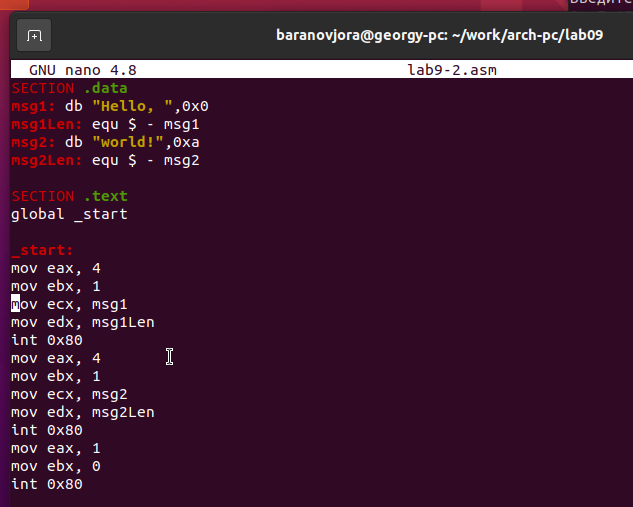 Введите
baranovjora@georgy-pc: ~/work/arch-pc/lab09
GNU nano 4.8 lab9-2.asm
SECTION .data
msg1: db "Hello, ",0x0
msg1Len: equ $ - msg1
msg2: db "world!",0xa
msg2Len: equ $ - msg2
SECTION .text
global _start
_start:
mov eax, 4
mov ebx, 1
mov ecx, msg1
mov edx, msg1Len
int 0x80
mov eax, 4
mov ebx, 1
mov ecx, msg2
mov edx, msg2Len
int 0x80
mov eax, 1
mov ebx, 0
int 0x80